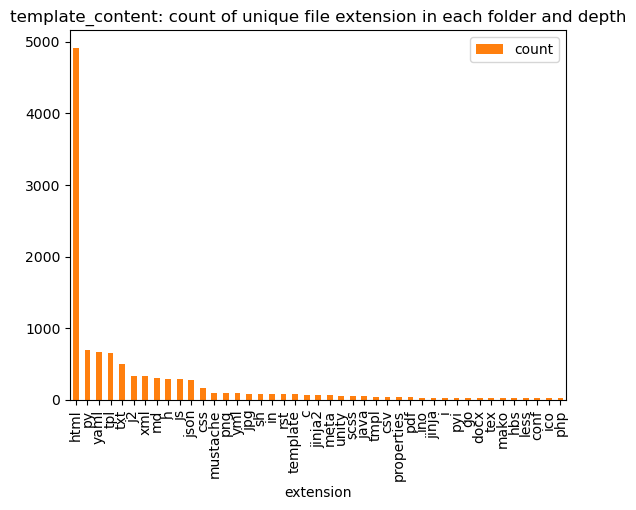 template_content: count of unique file extension in each folder and depth
count
5000
4000
3000
2000
1000
0
html
py
yaml
tpl
txt
j2
xml
md
h
js
json
css
mustache
png
yml
jpg
sh
in
rst
template
c
jinja2
meta
unity
scss
java
tmpl
csv
properties
pdf
ino
jinja
i
pyi
go
docx
tex
mako
hbs
less
conf
ico
php
extension